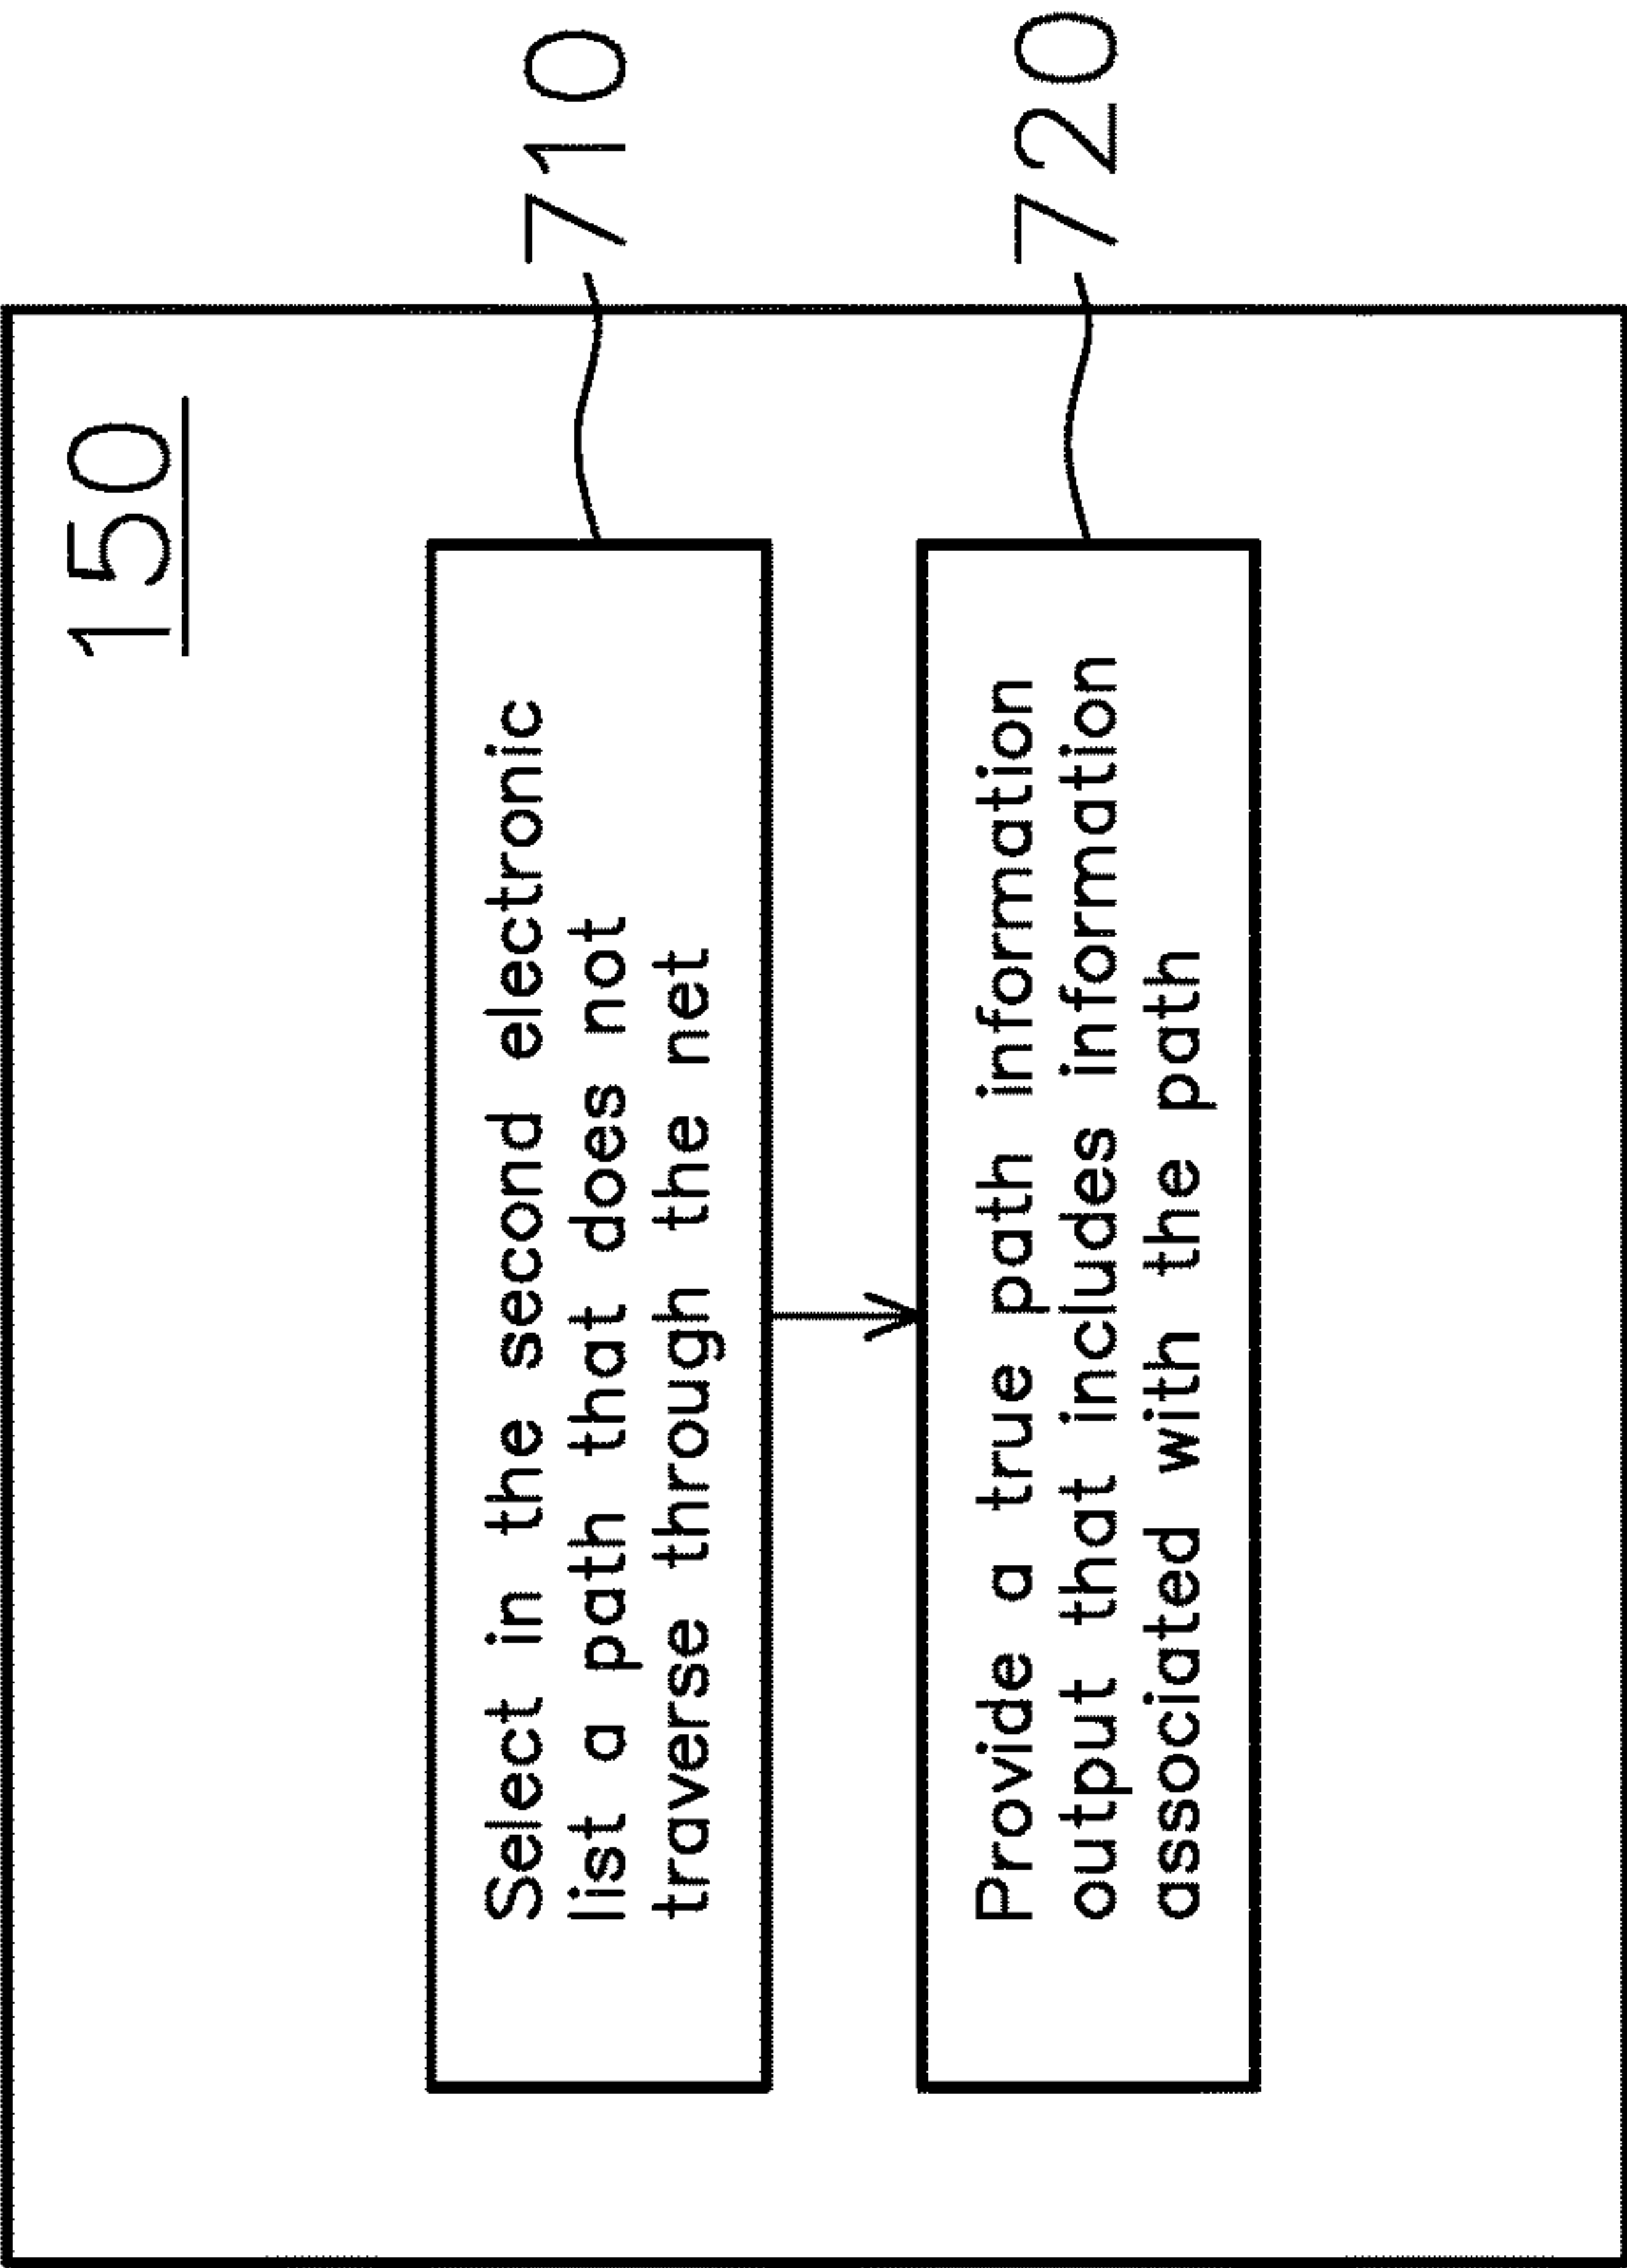 150
Select in the second electronic
list a path that does not
traverse through the net
710
Provide a true path information
output that includes information
associated with the path
720